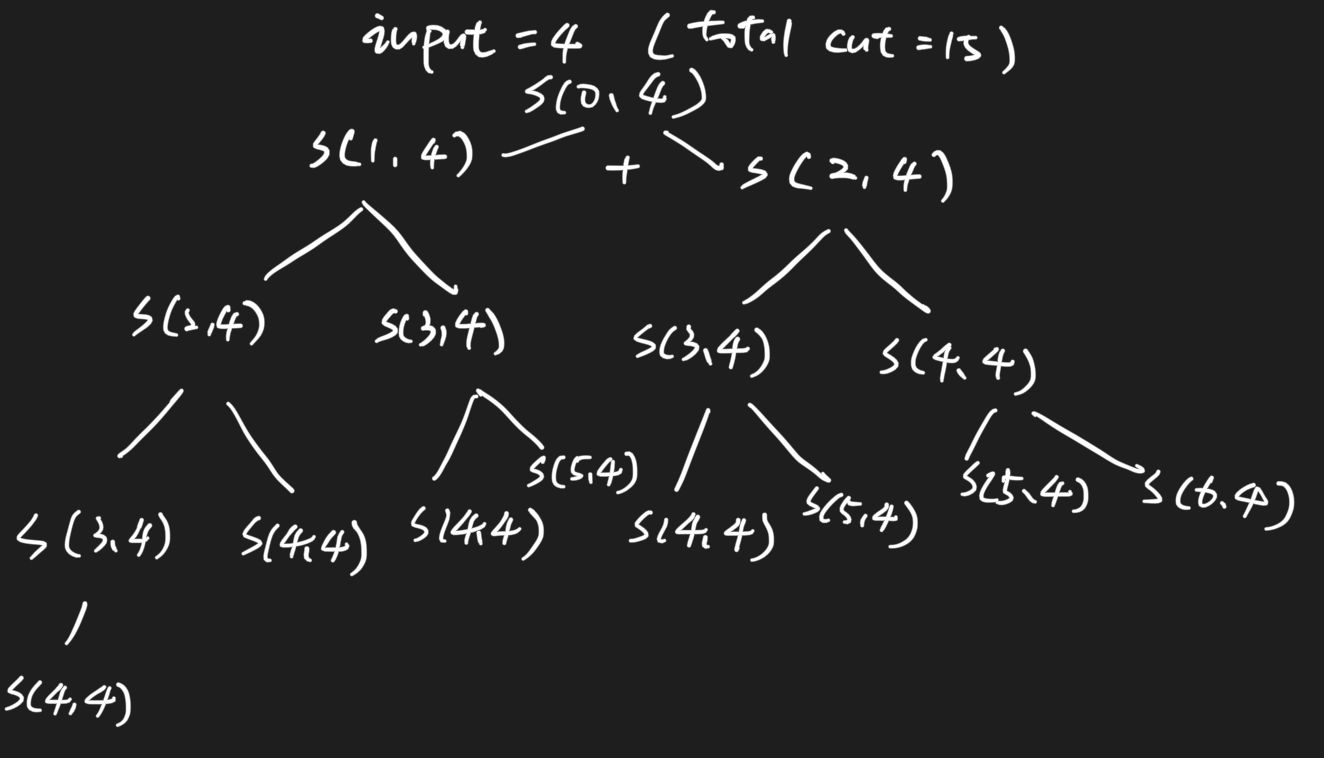 input = 4 (total cut = 15)
S(0, 4)
S(1, 4) + S(2, 4)
S(2,4) S(3,4) S(3,4) S(4, 4)
S(3,4) S(4,4) S(4,4) S(5,4) S(4,4) S(5,4) S(5,4) S(6,4)
S(4,4)